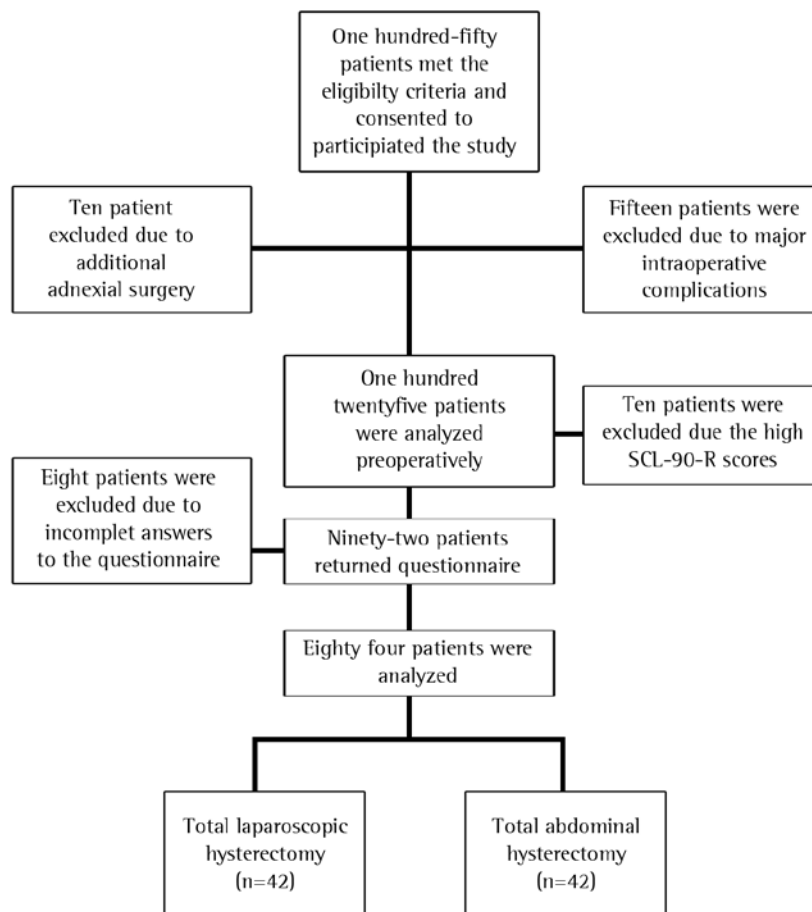 One hundred-fifty
patients met the
eligibilty criteria and
consented to
participiated the study
Ten patient
excluded due to
additional
adnexial surgery
Fifteen patients were
excluded due to major
intraoperative
complications
One hundred
twentyfive patients
were analyzed
preoperatively
Ten patients were
excluded due the high
SCL-90-R scores
Eight patients were
excluded due to
incomplet answers
to the questionnaire
Ninety-two patients
returned questionnaire
Eighty four patients were
analyzed
Total laparoscopic
hysterectomy
(n=42)
Total abdominal
hysterectomy
(n=42)